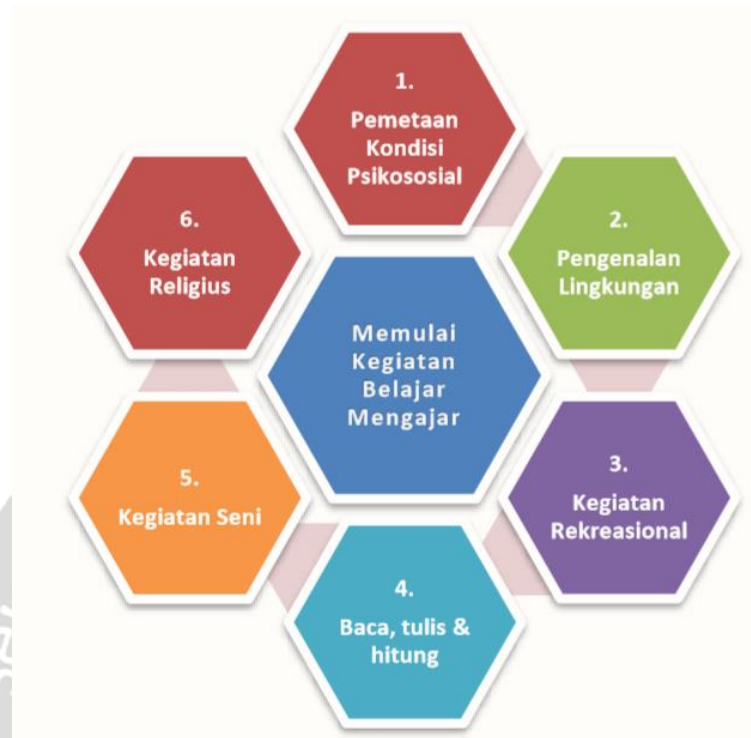 1.
Pemetaan
Kondisi
Psikososial
2.
Pengenalan
Lingkungan
3.
Kegiatan
Rekreasional
4.
Baca, tulis &
hitung
5.
Kegiatan Seni
6.
Kegiatan
Religius
Memulai
Kegiatan
Belajar
Mengajar